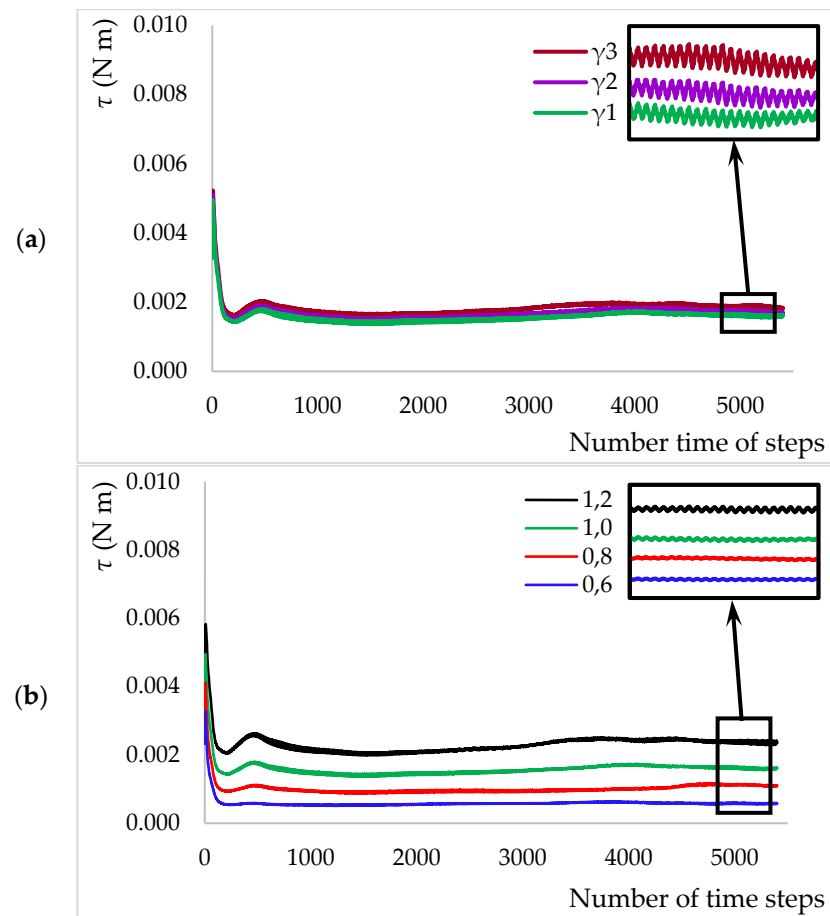 (a)
τ (N m)
0.010
0.008
0.006
0.004
0.002
0.000
γ3
γ2
γ1
0 1000 2000 3000 4000 5000
Number time of steps
(b)
τ (N m)
0.010
0.008
0.006
0.004
0.002
0.000
1,2
1,0
0,8
0,6
0 1000 2000 3000 4000 5000
Number of time steps